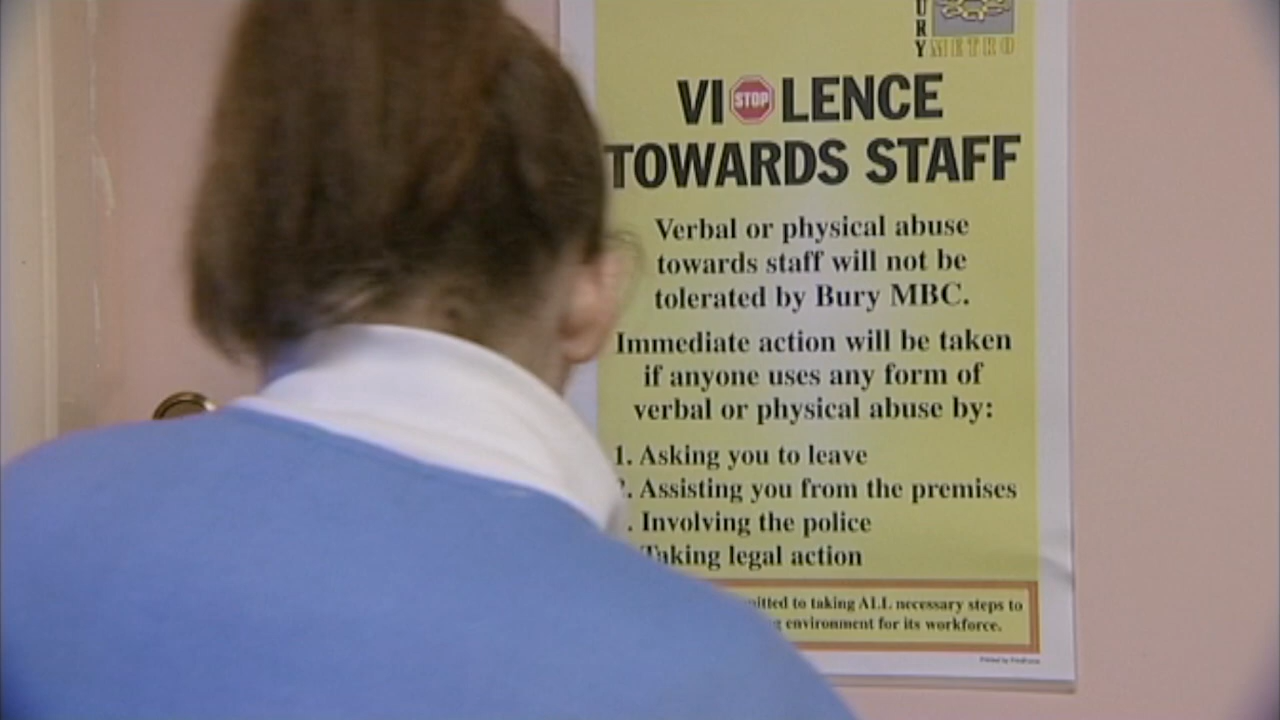 URY
METRO
VI STOP LENCE
TOWARDS STAFF
Verbal or physical abuse
towards staff will not be
tolerated by Bury MBC.
Immediate action will be taken
if anyone uses any form of
verbal or physical abuse by:
1. Asking you to leave
. Assisting you from the premises
. Involving the police
Taking legal action
itted to taking ALL necessary steps to
environment for its workforce.